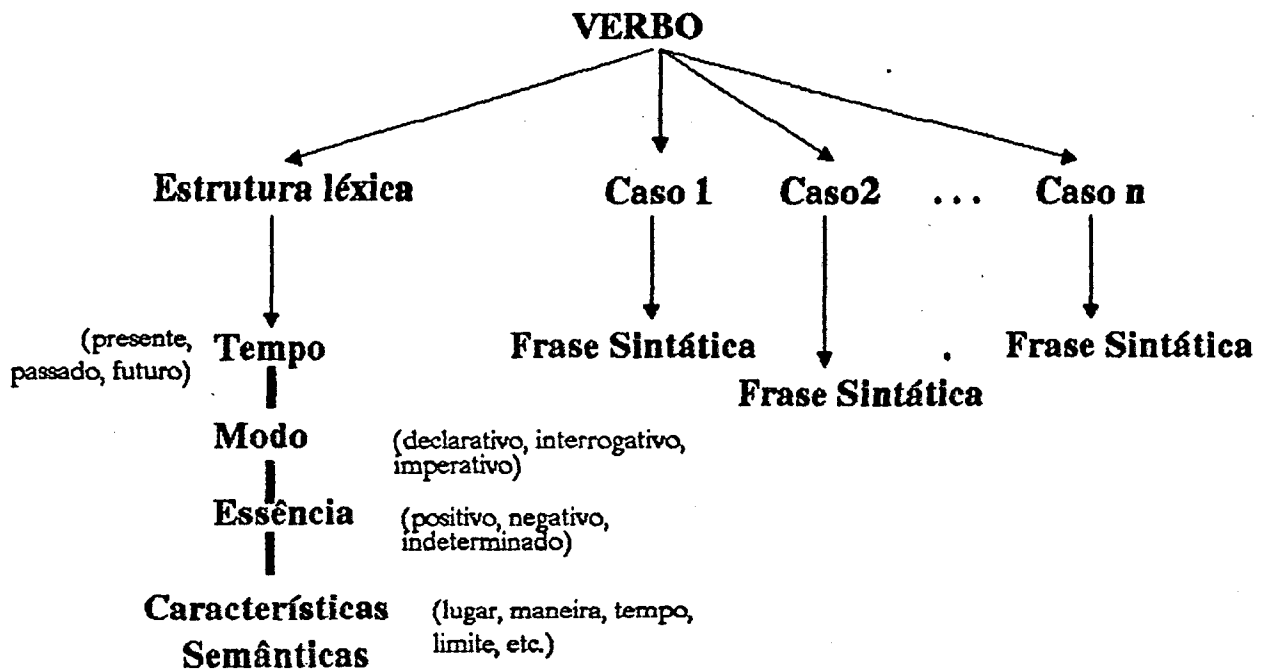 VERBO
Estrutura léxica
Caso 1
Caso2
...
Caso n
(presente,
passado, futuro)
Tempo
Frase Sintática
Frase Sintática
Frase Sintática
Modo
(declarativo, interrogativo,
imperativo)
Essência
(positivo, negativo,
indeterminado)
Características
Semânticas
(lugar, maneira, tempo,
limite, etc.)